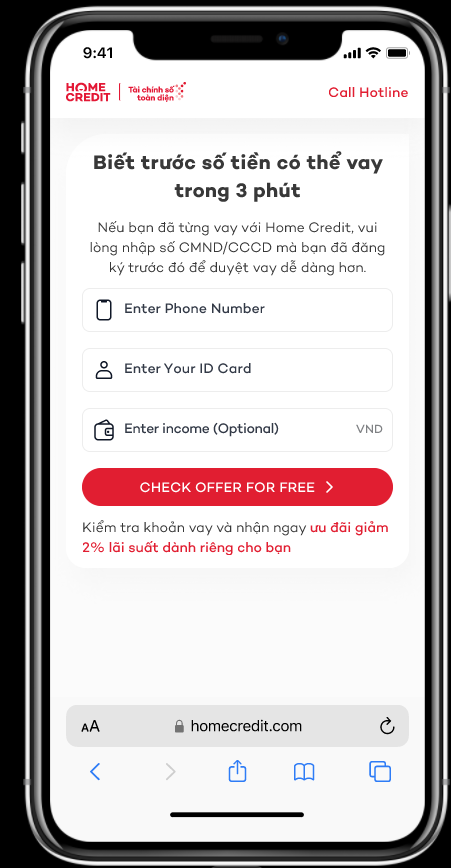 9:41
HOME
CREDIT
Tài chính số
toàn diện
Call Hotline
Biết trước số tiền có thể vay
trong 3 phút
Nếu bạn đã từng vay với Home Credit, vui
lòng nhập số CMND/CCCD mà bạn đã đăng
ký trước đó để duyệt vay dễ dàng hơn.
Enter Phone Number
Enter Your ID Card
Enter income (Optional) VND
CHECK OFFER FOR FREE
Kiểm tra khoản vay và nhận ngay ưu đãi giảm
2% lãi suất dành riêng cho bạn
AA homecredit.com